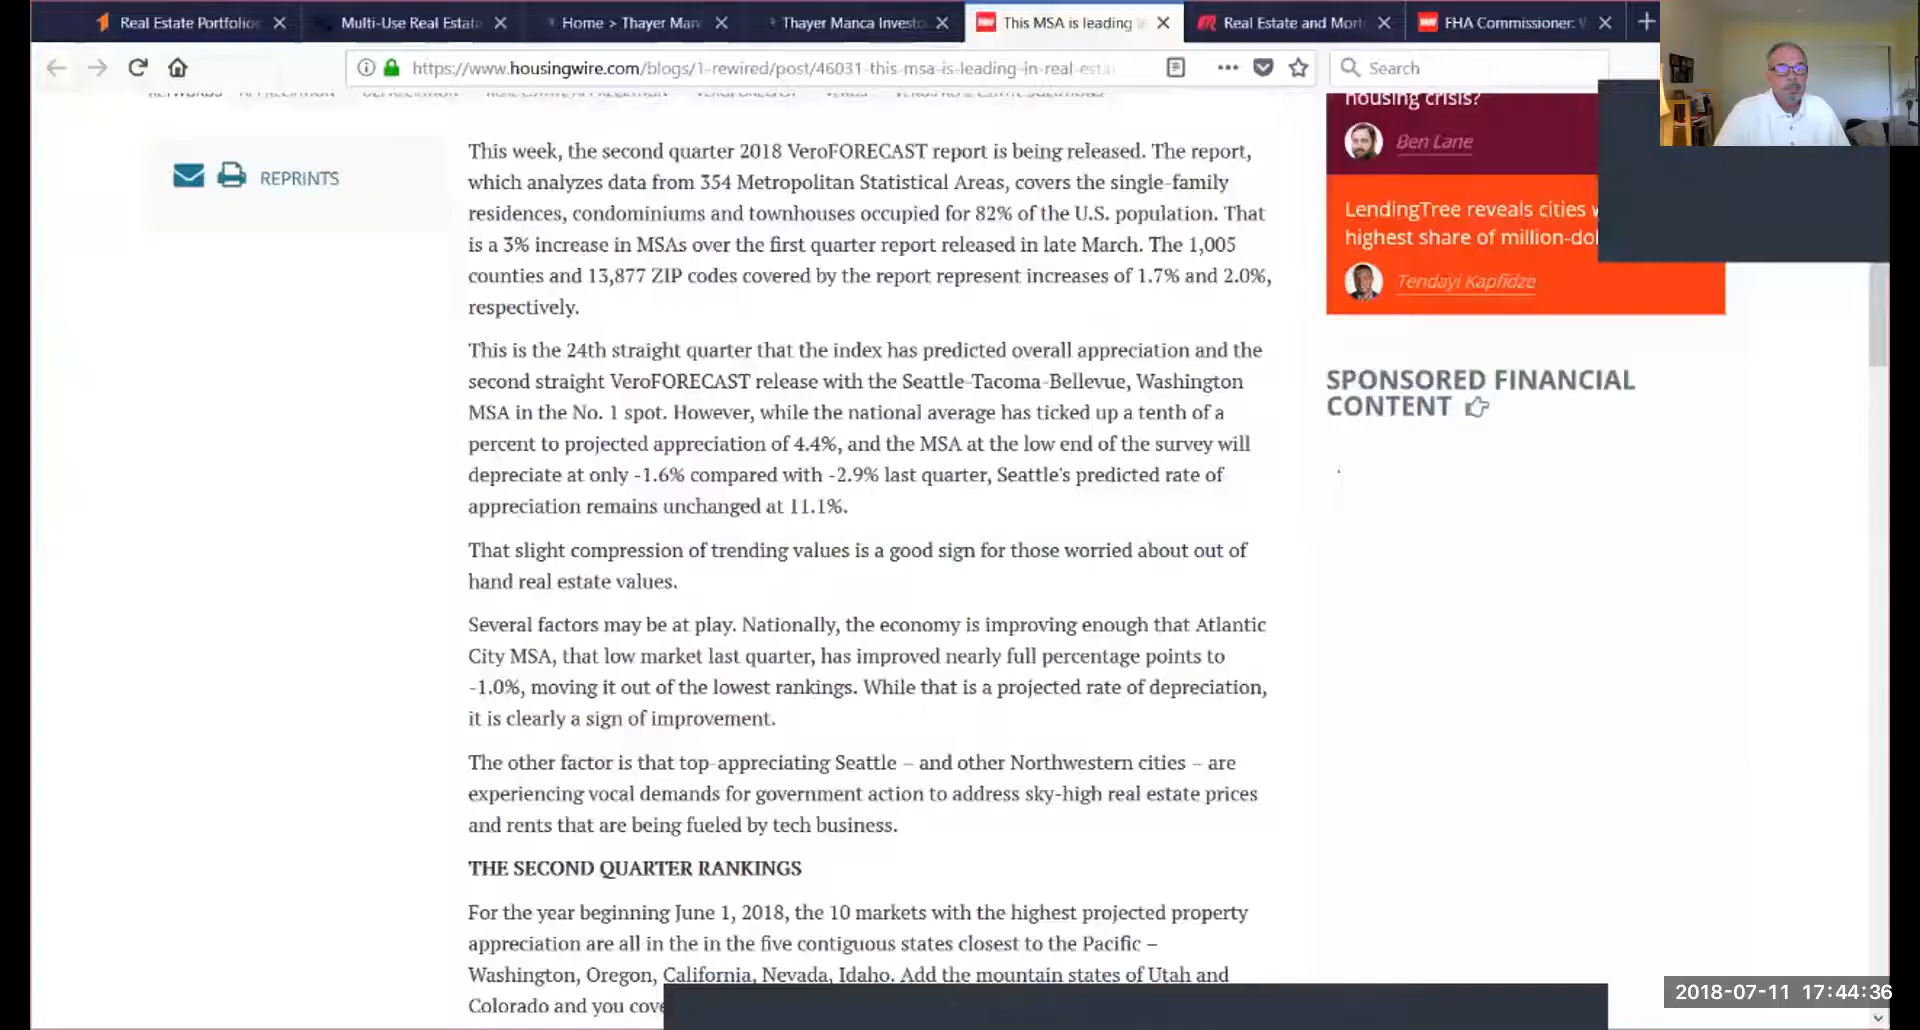 Real Estate Portfolio
Multi-Use Real Estate
Home > Thayer Man
Thayer Manca Invest
This MSA is leading
Real Estate and Mort
FHA Commissioner:
https://www.housingwire.com/blogs/1-rewired/post/46031-this-msa-is-leading-in-real-esta
Search
REPRINTS
This week, the second quarter 2018 VeroFORECAST report is being released. The report,
which analyzes data from 354 Metropolitan Statistical Areas, covers the single-family
residences, condominiums and townhouses occupied for 82% of the U.S. population. That
is a 3% increase in MSAs over the first quarter report released in late March. The 1,005
counties and 13,877 ZIP codes covered by the report represent increases of 1.7% and 2.0%,
respectively.
This is the 24th straight quarter that the index has predicted overall appreciation and the
second straight VeroFORECAST release with the Seattle-Tacoma-Bellevue, Washington
MSA in the No. 1 spot. However, while the national average has ticked up a tenth of a
percent to projected appreciation of 4.4%, and the MSA at the low end of the survey will
depreciate at only -1.6% compared with -2.9% last quarter, Seattle's predicted rate of
appreciation remains unchanged at 11.1%.
That slight compression of trending values is a good sign for those worried about out of
hand real estate values.
Several factors may be at play. Nationally, the economy is improving enough that Atlantic
City MSA, that low market last quarter, has improved nearly full percentage points to
-1.0%, moving it out of the lowest rankings. While that is a projected rate of depreciation,
it is clearly a sign of improvement.
The other factor is that top-appreciating Seattle – and other Northwestern cities – are
experiencing vocal demands for government action to address sky-high real estate prices
and rents that are being fueled by tech business.
THE SECOND QUARTER RANKINGS
For the year beginning June 1, 2018, the 10 markets with the highest projected property
appreciation are all in the in the five contiguous states closest to the Pacific –
Washington, Oregon, California, Nevada, Idaho. Add the mountain states of Utah and
Colorado and you cove
housing crisis?
Ben Lane
LendingTree reveals cities
highest share of million-dol
Tendayi Kapfidze
SPONSORED FINANCIAL
CONTENT
2018-07-11 17:44:36